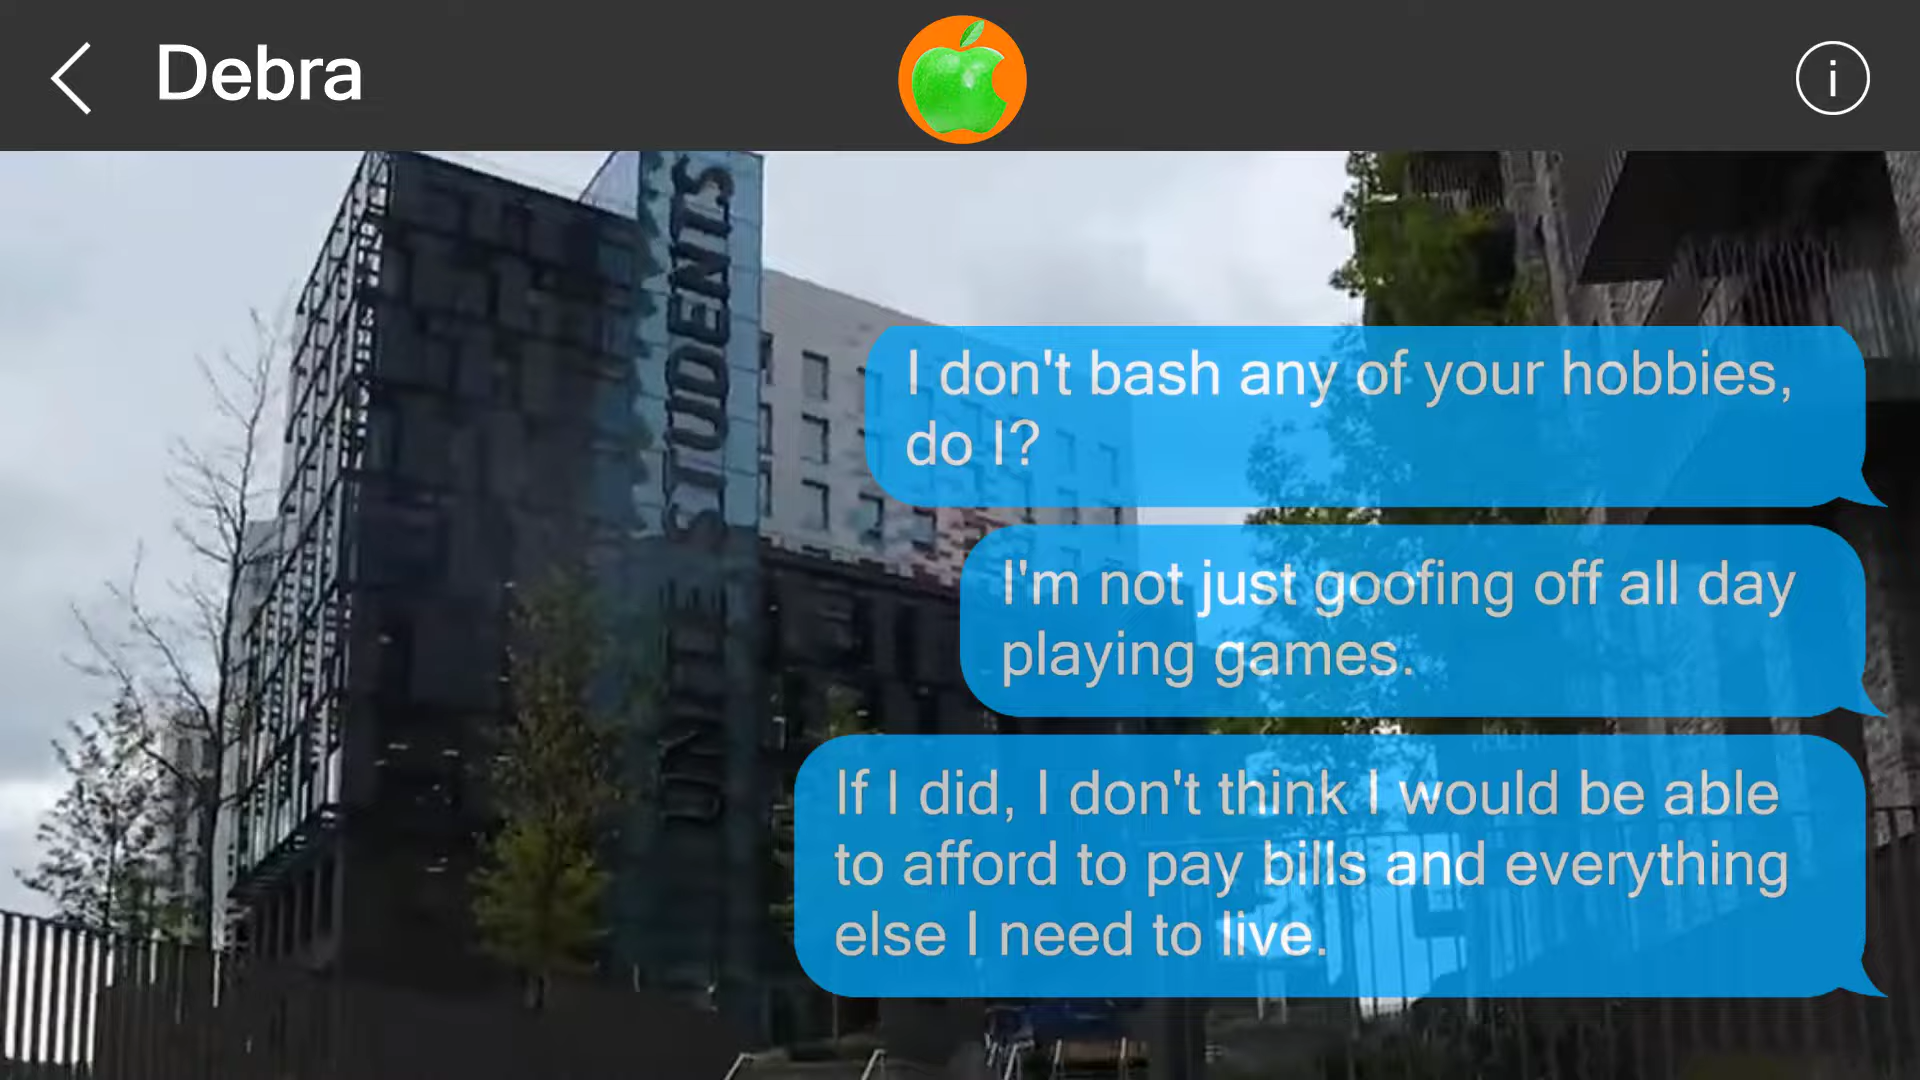 Debra
i
UNITE STUDENTS
I don't bash any of your hobbies,
do I?
I'm not just goofing off all day
playing games.
If I did, I don't think I would be able
to afford to pay bills and everything
else I need to live.